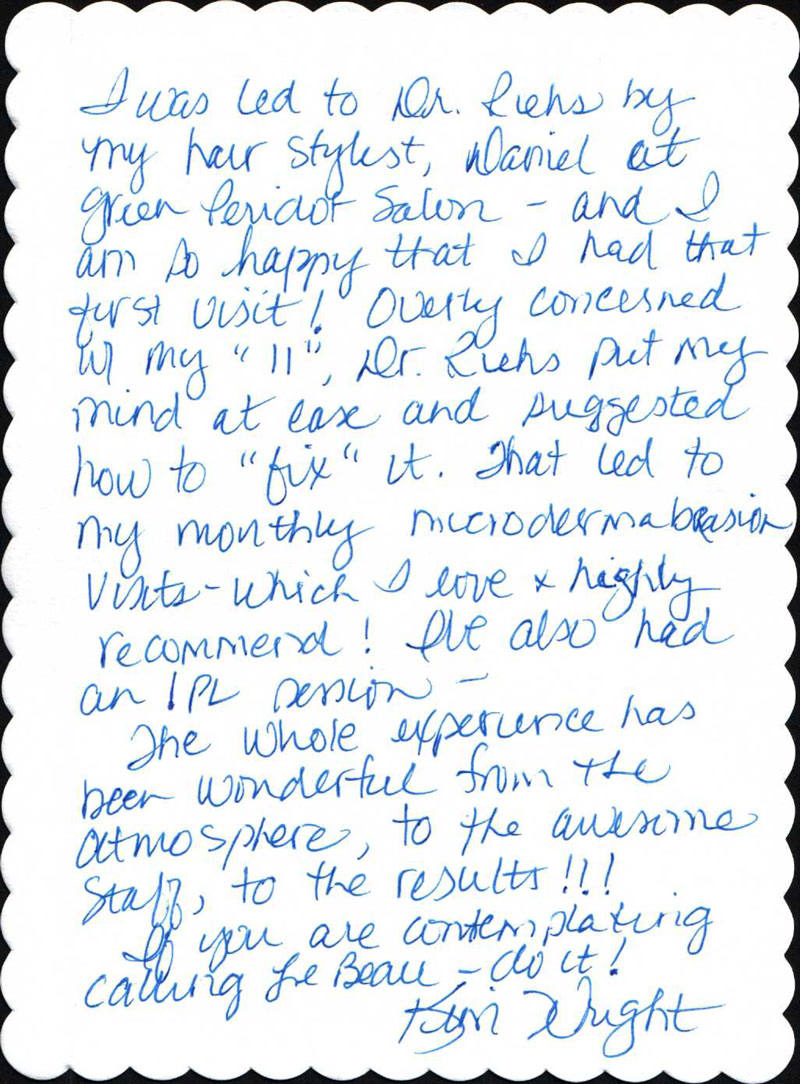 I was led to Dr. Riehs by
my hair stylist, Daniel at
Green Peridot Salon - and I
am so happy that I had that
first visit! Overly concerned
w/ my "11", Dr. Riehs put my
mind at ease and suggested
how to "fix" it. That led to
my monthly microdermabrasion
visits - which I love & highly
recommend! I've also had
an IPL session -
The whole experience has
been wonderful from the
atmosphere, to the awesome
staff, to the results!!!
If you are contemplating
calling Le Beau - do it!
Kim Wright